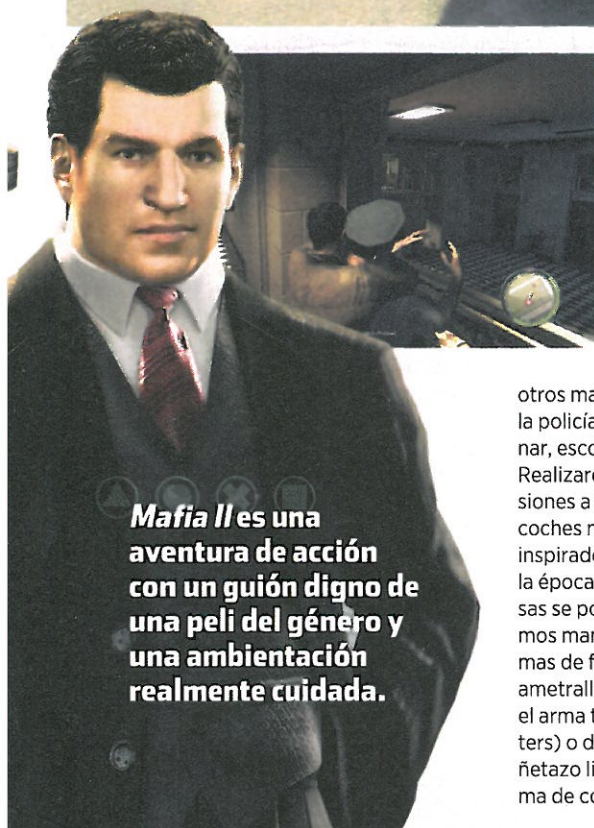 Mafia II es una
aventura de acción
con un guión digno de
una peli del género y
una ambientación
realmente cuidada.
otros ma
la policía
nar, esco
Realizare
siones a
coches n
inspirado
la época
sas se po
mos mar
mas de f
ametrall
el arma t
ters) o d
ñetazo li
ma de co